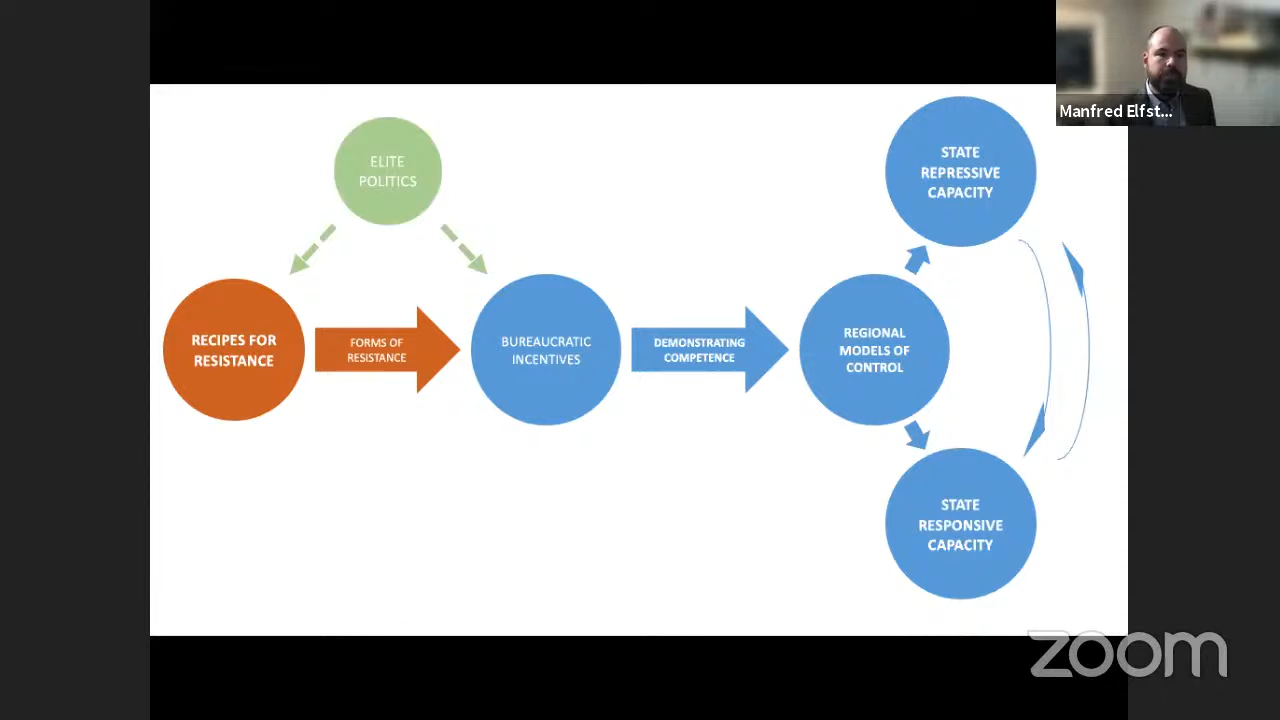 Manfred Elfst...
ELITE
POLITICS
STATE
REPRESSIVE
CAPACITY
RECIPES FOR
RESISTANCE
FORMS OF
RESISTANCE
BUREAUCRATIC
INCENTIVES
DEMONSTRATING
COMPETENCE
REGIONAL
MODELS OF
CONTROL
STATE
RESPONSIVE
CAPACITY
zoom